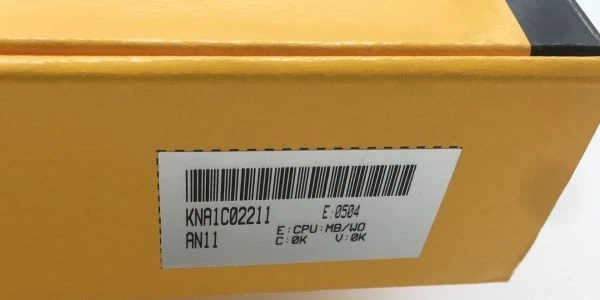 KNA1C02211 E:0504
AN11 E:CPU:MB/WO
C:0K V:0K